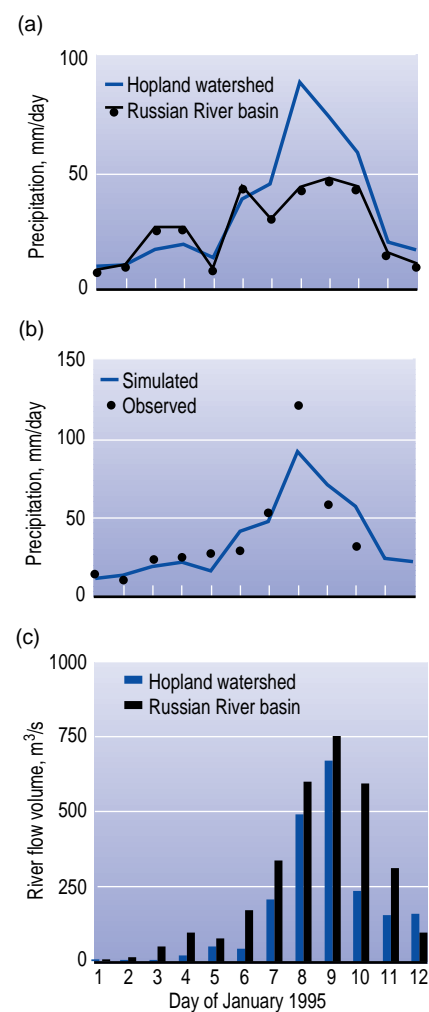 (a)
Precipitation, mm/day
100
50
0
Hopland watershed
Russian River basin
(b)
Precipitation, mm/day
150
100
50
0
Simulated
Observed
(c)
River flow volume, m³/s
1000
750
500
250
0
Hopland watershed
Russian River basin
1 2 3 4 5 6 7 8 9 10 11 12
Day of January 1995